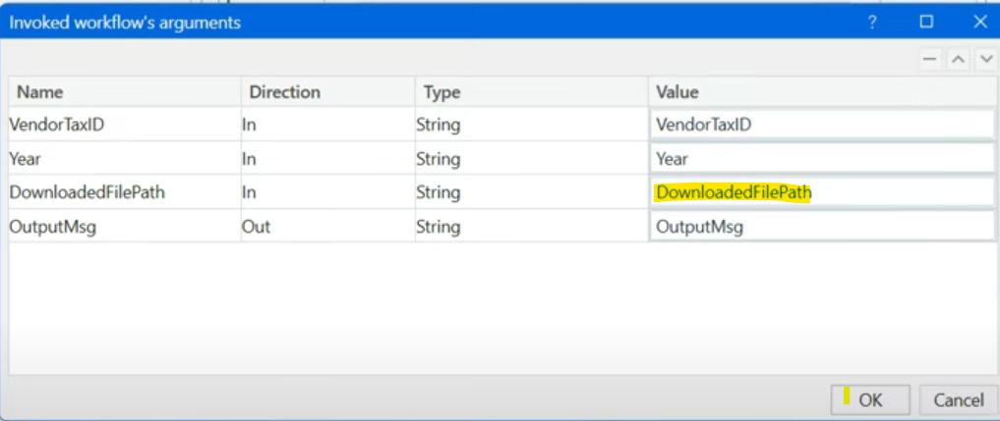 Invoked workflow's arguments ?
Name Direction Type Value
VendorTaxID In String VendorTaxID
Year In String Year
DownloadedFilePath In String DownloadedFilePath
OutputMsg Out String OutputMsg
OK Cancel